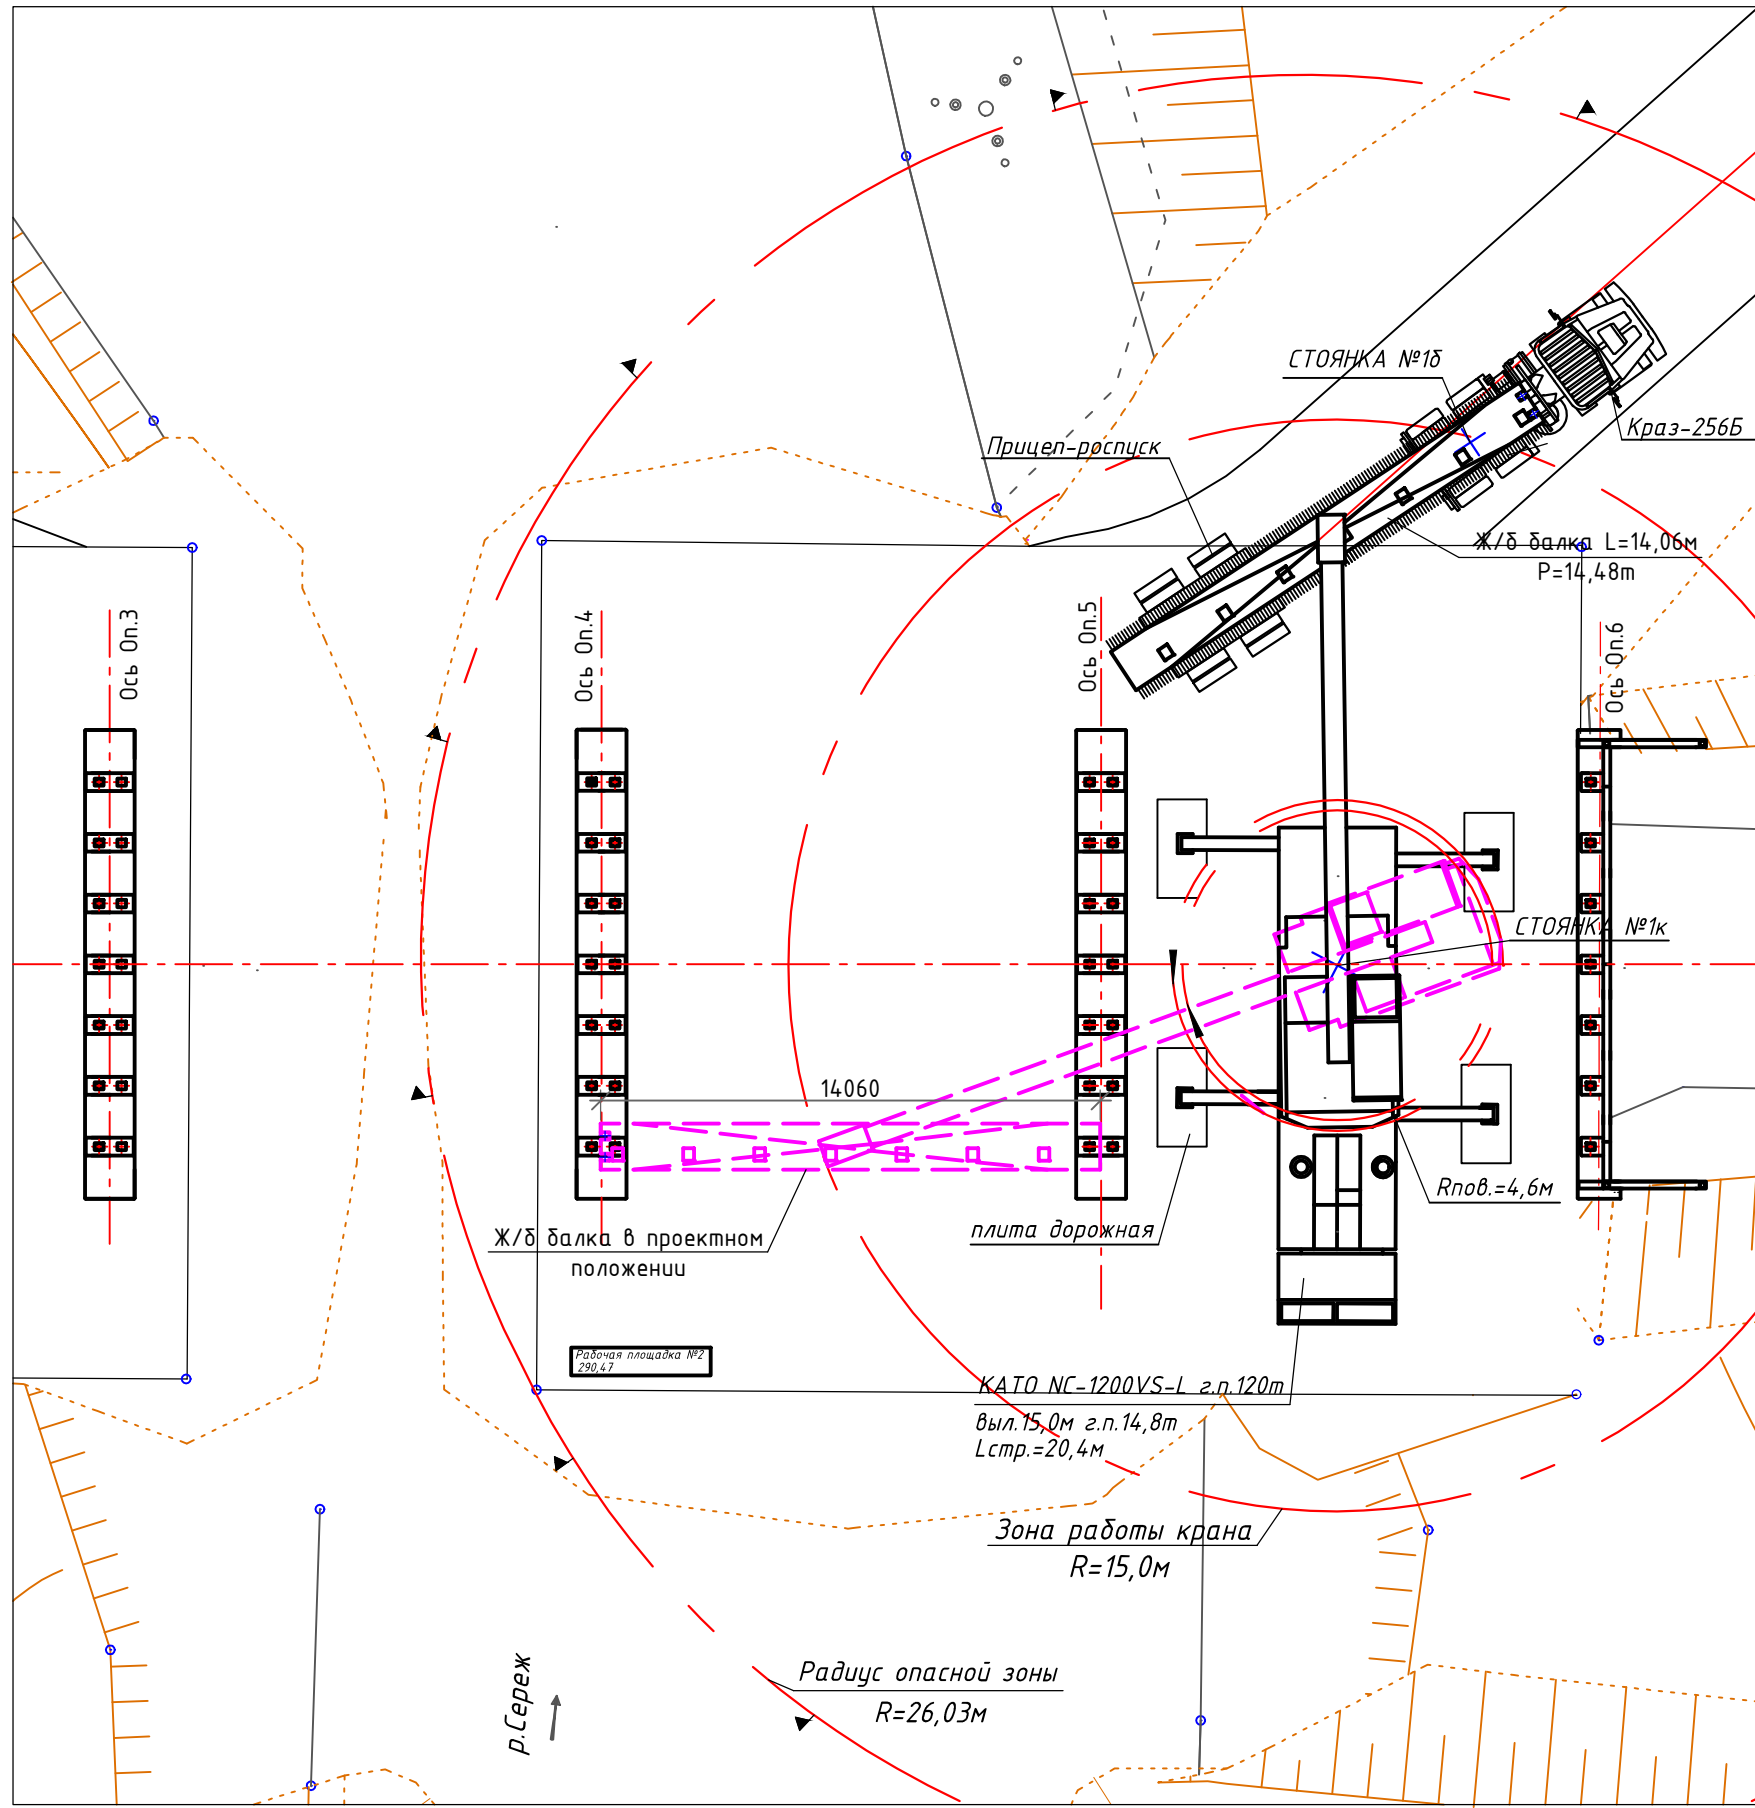 СТОЯНКА №1б
Прицеп-роспуск
Краз-256Б
Ж/б балка L=14,06м
Р=14,48т
Ось Оп.3
Ось Оп.4
Ось Оп.5
Ось Оп.6
СТОЯНКА №1к
14060
Rпов.=4,6м
Ж/б балка в проектном
положении
плита дорожная
Рабочая площадка №2
290,47
КАТО NC-1200VS-L г.п.120т
выл.15,0м г.п.14,8т
Lстр.=20,4м
Зона работы крана
R=15,0м
Радиус опасной зоны
R=26,03м
р.Сереж